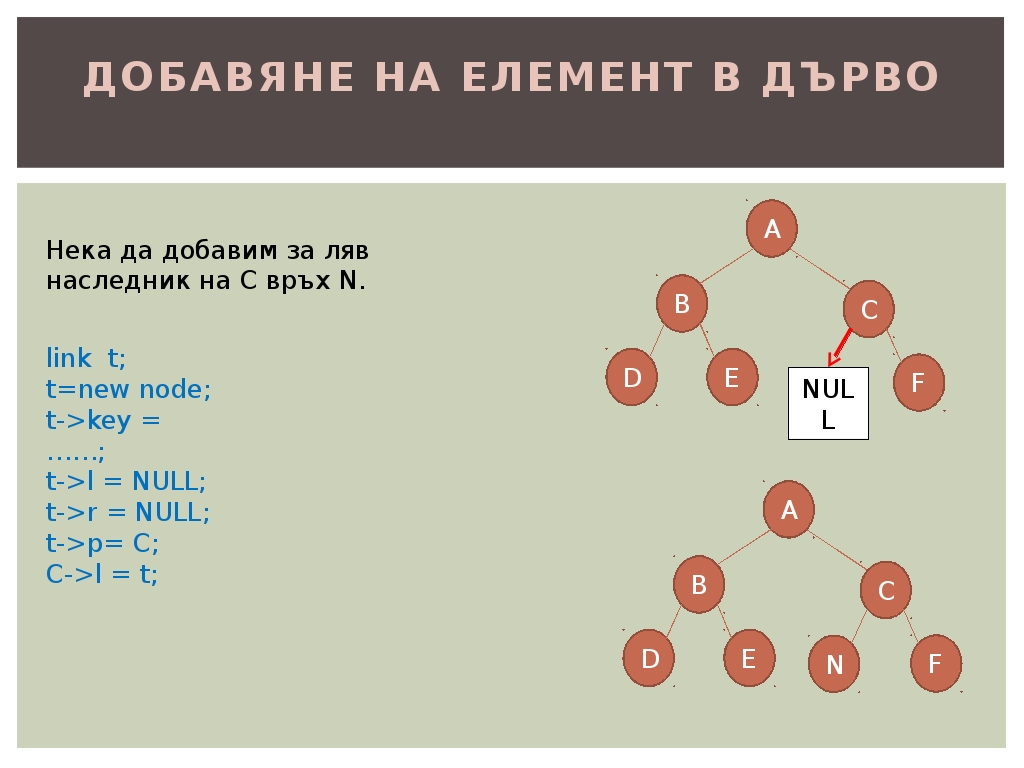 ДОБАВЯНЕ НА ЕЛЕМЕНТ В ДЪРВО
Нека да добавим за ляв
наследник на C връх N.
link  t;
t=new node;
t->key =
……;
t->l = NULL;
t->r = NULL;
t->p= C;
C->l = t;
A
B
C
D
E
NUL
L
F
A
B
C
D
E
N
F